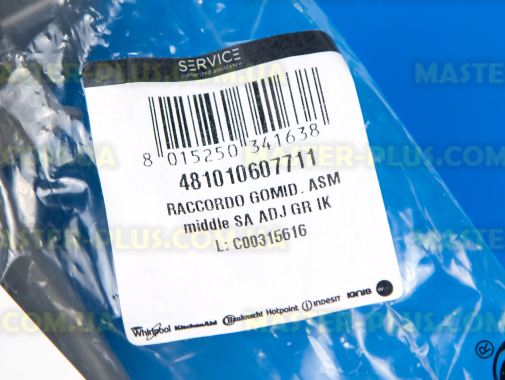 SERVICE
authorized assistance
8 015250 341638
481010607711
RACCORDO GOMID. ASM
middle SA ADJ GR IK
L: C00315616
Whirlpool KitchenAid Bauknecht Hotpoint INDESIT IGNIS
MASTER-PLUS.COM.UA
®